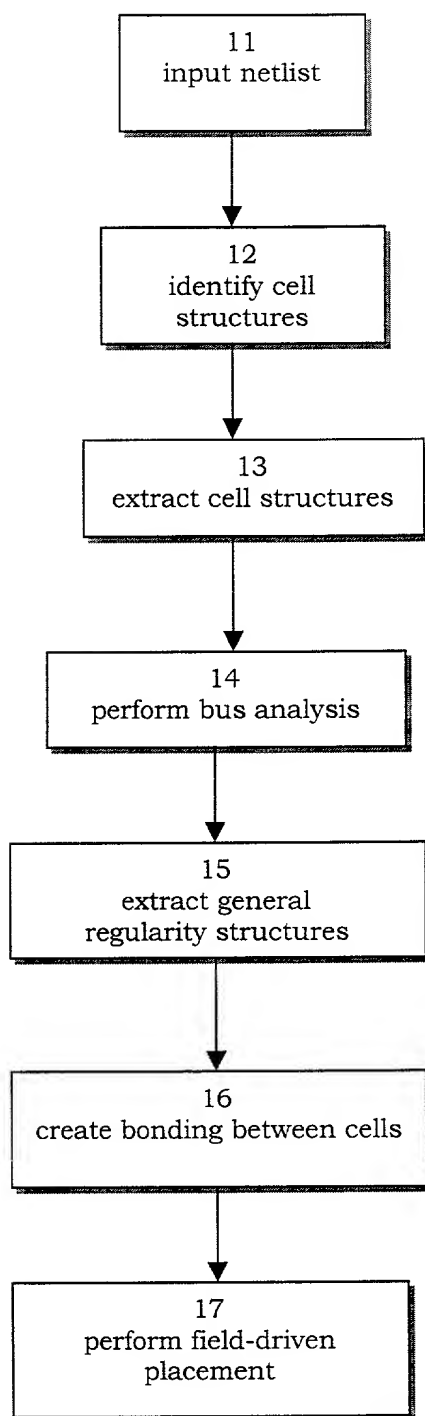 11
input netlist
12
identify cell
structures
13
extract cell structures
14
perform bus analysis
15
extract general
regularity structures
16
create bonding between cells
17
perform field-driven
placement